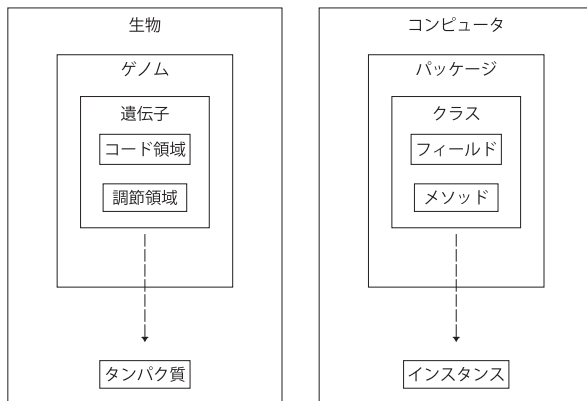 生物
ゲノム
遺伝子
コード領域
調節領域
タンパク質
コンピュータ
パッケージ
クラス
フィールド
メソッド
インスタンス